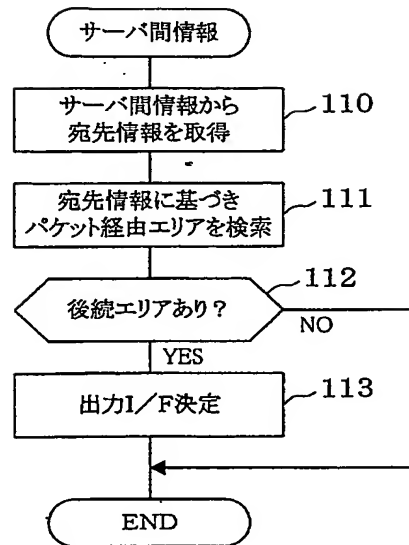 サーバ間情報
サーバ間情報から
宛先情報を取得
110
宛先情報に基づき
パケット経由エリアを検索
111
後続エリアあり？
112
NO
YES
出力I／F決定
113
END